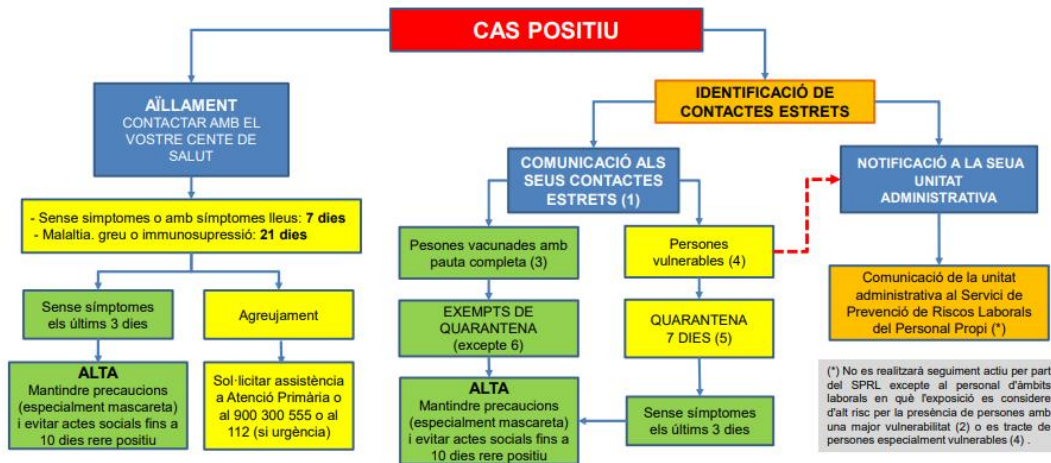 CAS POSITIU
AÏLLAMENT
CONTACTAR AMB EL
VOSTRE CENTE DE
SALUT
- Sense simptomes o amb símptomes lleus: 7 dies
- Malaltia. greu o immunosupressió: 21 dies
Sense símptomes
els últims 3 dies
Agreujament
ALTA
Mantindre precaucions
(especialment mascareta)
i evitar actes socials fins a
10 dies rere positiu
Sol·licitar assistència
a Atenció Primària o
al 900 300 555 o al
112 (si urgència)
IDENTIFICACIÓ DE
CONTACTES ESTRETS
COMUNICACIÓ ALS
SEUS CONTACTES
ESTRETS (1)
Pesones vacunades amb
pauta completa (3)
Persones
vulnerables (4)
EXEMPTS DE
QUARANTENA
(excepte 6)
QUARANTENA
7 DIES (5)
ALTA
Mantindre precaucions
(especialment mascareta)
i evitar actes socials fins a
10 dies rere positiu
Sense símptomes
els últims 3 dies
NOTIFICACIÓ A LA SEUA
UNITAT
ADMINISTRATIVA
Comunicació de la unitat
administrativa al Servici de
Prevenció de Riscos Laborals
del Personal Propi (*)
(*) No es realitzarà seguiment actiu per part
del SPRL excepte al personal d'àmbits
laborals en què l'exposició es considere
d'alt risc per la presència de persones amb
una major vulnerabilitat (2) o es tracte de
persones especialment vulnerables (4) .